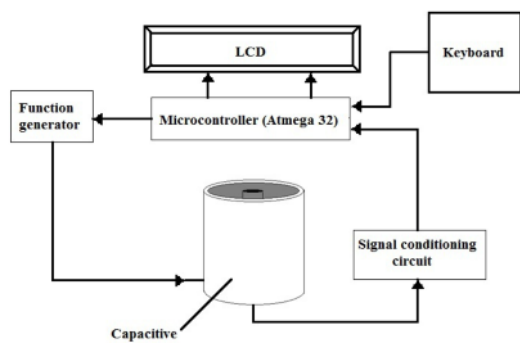 LCD
Keyboard
Function
generator
Microcontroller (Atmega 32)
Signal conditioning
circuit
Capacitive